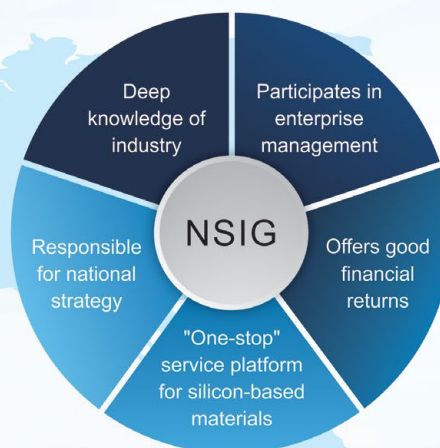 Deep
knowledge of
industry
Participates in
enterprise
management
NSIG
Responsible
for national
strategy
Offers good
financial
returns
"One-stop"
service platform
for silicon-based
materials